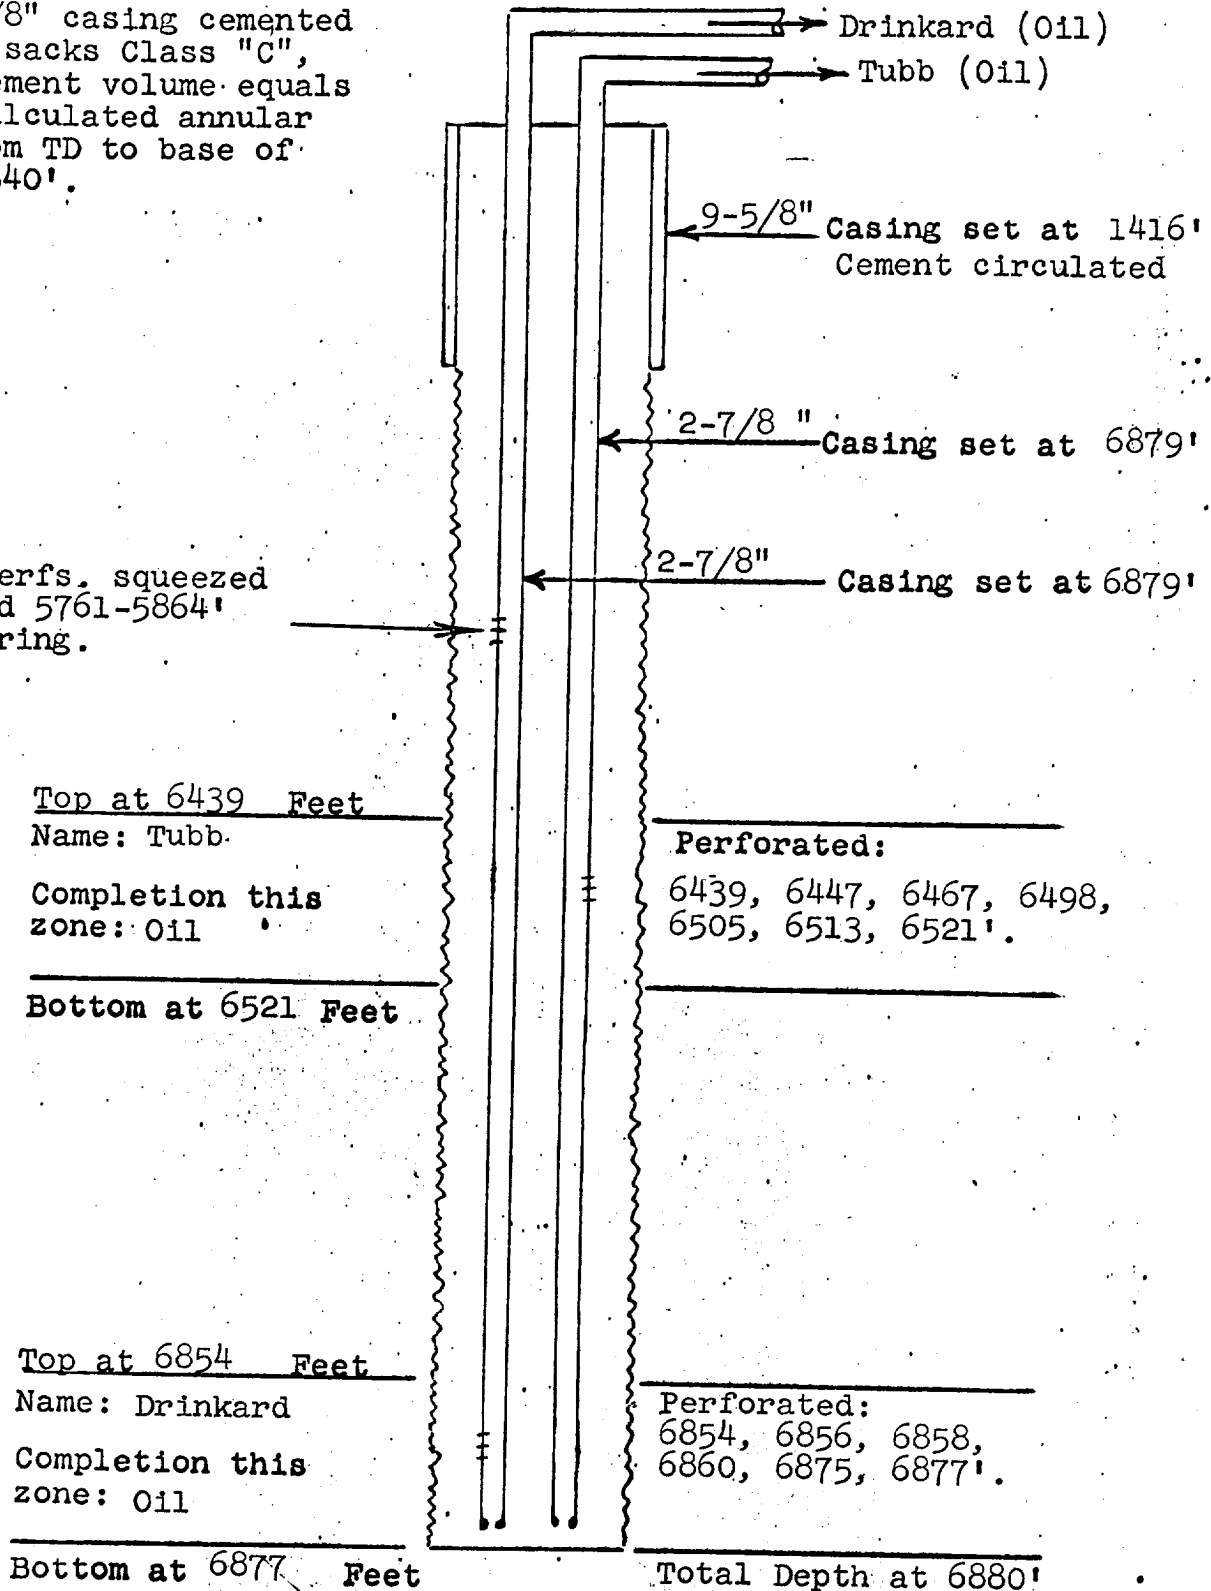 /8" casing cemented
sacks Class "C",
ement volume equals
alculated annular
m TD to base of
40'.
Drinkard (Oil)
Tubb (Oil)
9-5/8" Casing set at 1416'
Cement circulated
2-7/8 " Casing set at 6879'
2-7/8" Casing set at 6879'
erfs. squeezed
d 5761-5864'
ring.
Top at 6439 Feet
Name: Tubb
Completion this
zone: Oil
Bottom at 6521 Feet
Perforated:
6439, 6447, 6467, 6498,
6505, 6513, 6521'.
Top at 6854 Feet
Name: Drinkard
Completion this
zone: Oil
Bottom at 6877 Feet
Perforated:
6854, 6856, 6858,
6860, 6875, 6877'.
Total Depth at 6880'